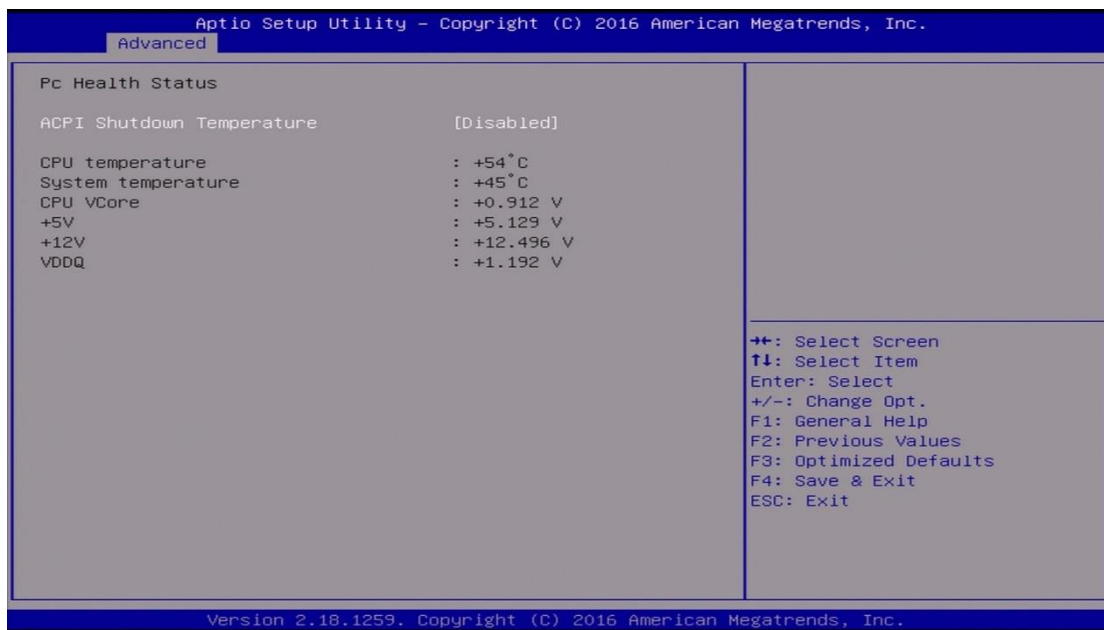 Aptio Setup Utility – Copyright (C) 2016 American Megatrends, Inc.
Advanced
Pc Health Status
ACPI Shutdown Temperature [Disabled]
CPU temperature : +54°C
System temperature : +45°C
CPU VCore : +0.912 V
+5V : +5.129 V
+12V : +12.496 V
VDDQ : +1.192 V
→←: Select Screen
↑↓: Select Item
Enter: Select
+/-: Change Opt.
F1: General Help
F2: Previous Values
F3: Optimized Defaults
F4: Save & Exit
ESC: Exit
Version 2.18.1259. Copyright (C) 2016 American Megatrends, Inc.